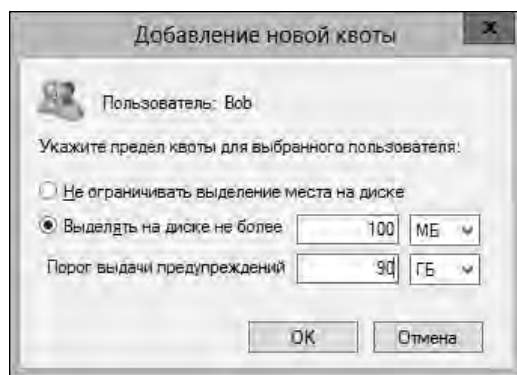 Добавление новой квоты
Пользователь: Bob
Укажите предел квоты для выбранного пользователя:
Не ограничивать выделение места на диске
Выделять на диске не более 100 МБ
Порог выдачи предупреждений 90 ГБ
OK Отмена